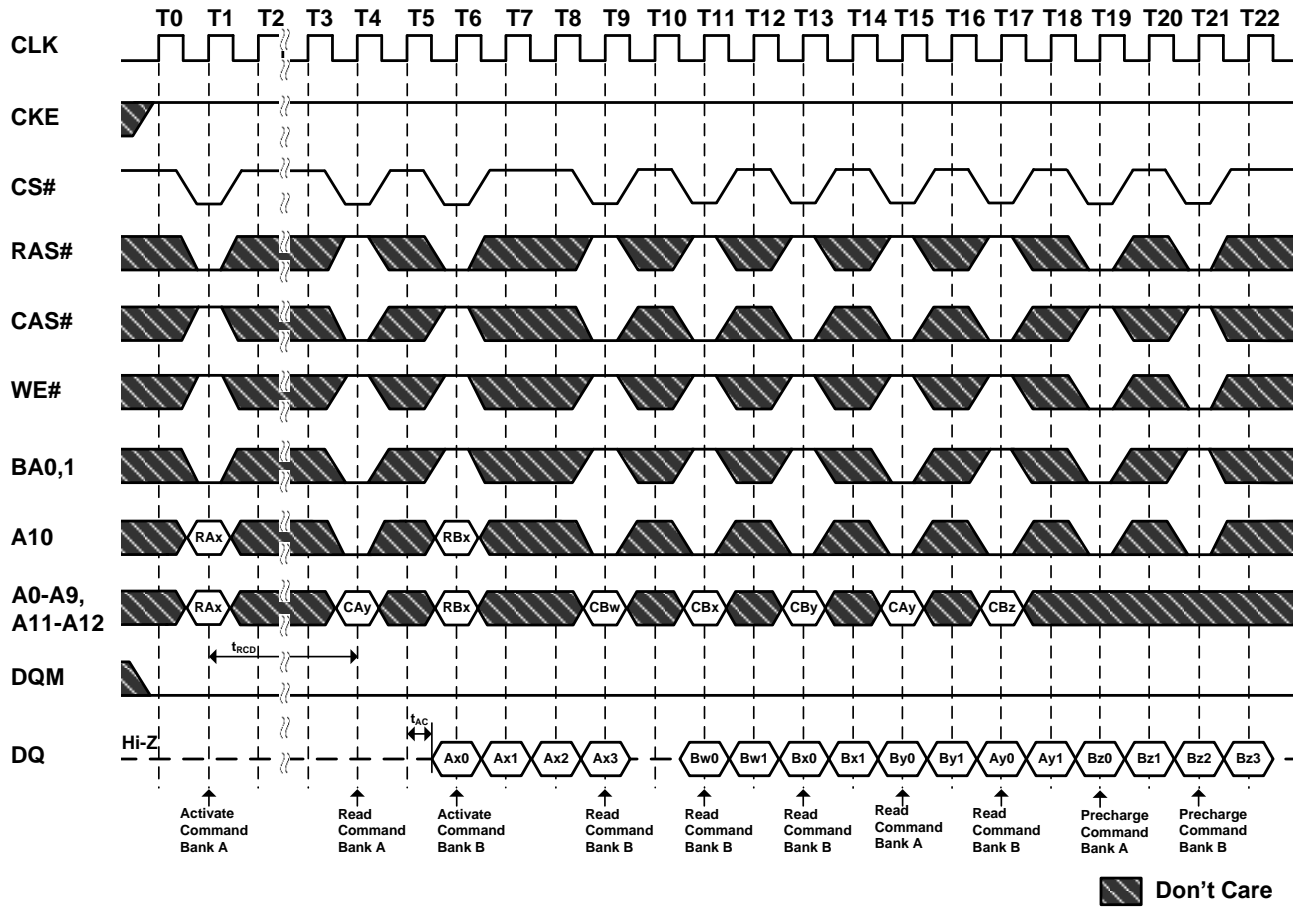 T0 T1 T2 T3 T4 T5 T6 T7 T8 T9 T10 T11 T12 T13 T14 T15 T16 T17 T18 T19 T20 T21 T22
CLK
CKE
CS#
RAS#
CAS#
WE#
BA0,1
A10
RAx RBx
A0-A9,
A11-A12
RAx CAy RBx CBw CBx CBy CAy CBz
tRCD
DQM
tAC
DQ
Hi-Z
Ax0 Ax1 Ax2 Ax3 Bw0 Bw1 Bx0 Bx1 By0 By1 Ay0 Ay1 Bz0 Bz1 Bz2 Bz3
Activate
Command
Bank A
Read
Command
Bank A
Activate
Command
Bank B
Read
Command
Bank B
Read
Command
Bank B
Read
Command
Bank B
Read
Command
Bank A
Read
Command
Bank B
Precharge
Command
Bank A
Precharge
Command
Bank B
Don't Care